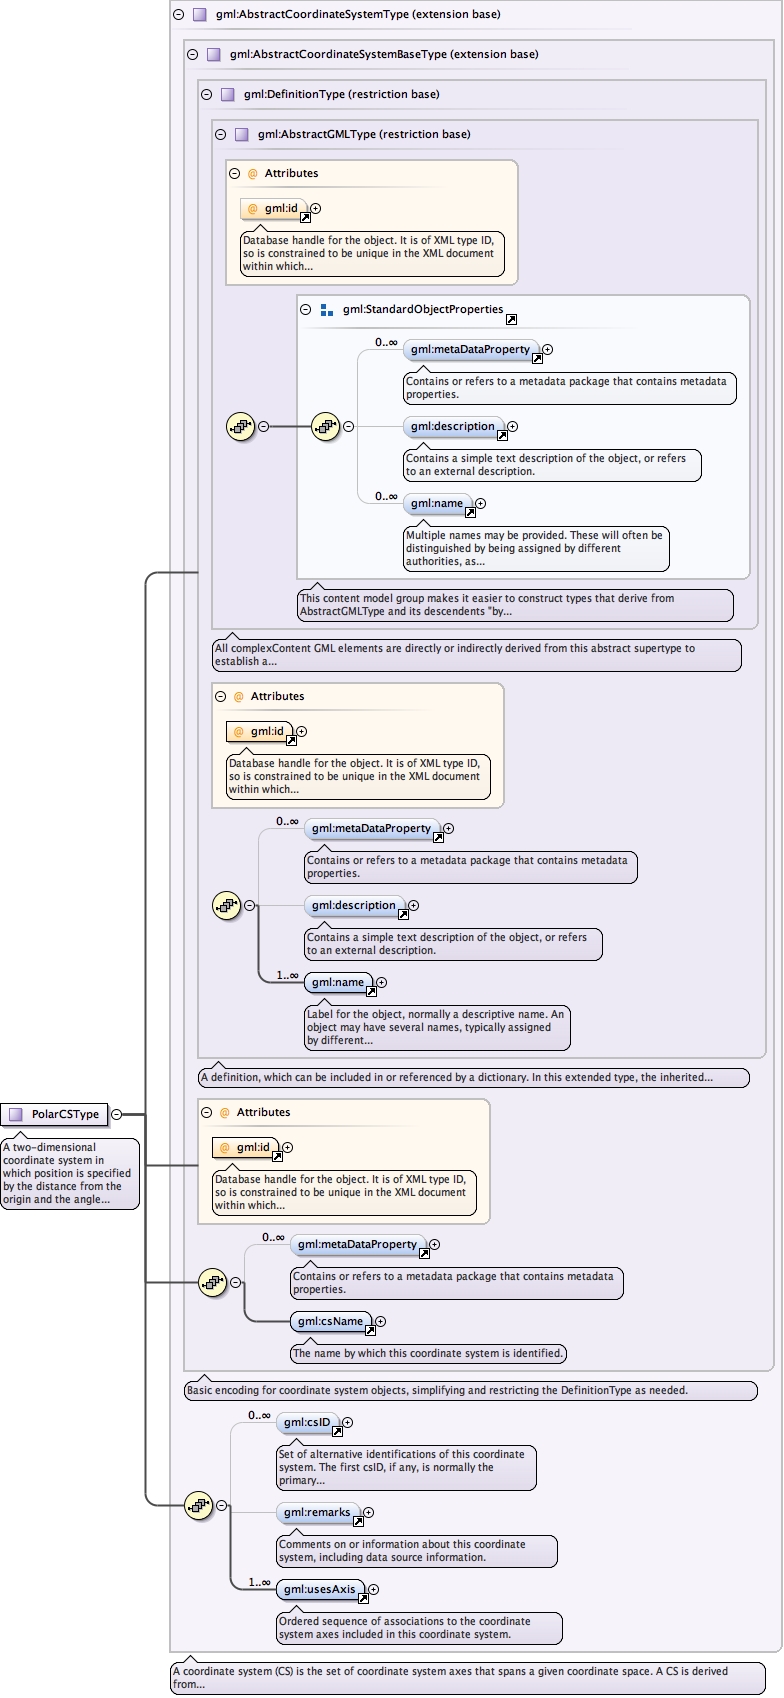 gml:AbstractCoordinateSystemType (extension base)
gml:AbstractCoordinateSystemBaseType (extension base)
gml:DefinitionType (restriction base)
gml:AbstractGMLType (restriction base)
@ Attributes
@ gml:id
Database handle for the object. It is of XML type ID,
so is constrained to be unique in the XML document
within which...
gml:StandardObjectProperties
0..∞
gml:metaDataProperty
Contains or refers to a metadata package that contains metadata
properties.
gml:description
Contains a simple text description of the object, or refers
to an external description.
0..∞
gml:name
Multiple names may be provided. These will often be
distinguished by being assigned by different
authorities, as...
This content model group makes it easier to construct types that derive from
AbstractGMLType and its descendents "by...
All complexContent GML elements are directly or indirectly derived from this abstract supertype to
establish a...
@ Attributes
@ gml:id
Database handle for the object. It is of XML type ID,
so is constrained to be unique in the XML document
within which...
0..∞
gml:metaDataProperty
Contains or refers to a metadata package that contains metadata
properties.
gml:description
Contains a simple text description of the object, or refers
to an external description.
1..∞
gml:name
Label for the object, normally a descriptive name. An
object may have several names, typically assigned
by different...
A definition, which can be included in or referenced by a dictionary. In this extended type, the inherited...
PolarCSType
A two-dimensional
coordinate system in
which position is specified
by the distance from the
origin and the angle...
@ Attributes
@ gml:id
Database handle for the object. It is of XML type ID,
so is constrained to be unique in the XML document
within which...
0..∞
gml:metaDataProperty
Contains or refers to a metadata package that contains metadata
properties.
gml:csName
The name by which this coordinate system is identified.
Basic encoding for coordinate system objects, simplifying and restricting the DefinitionType as needed.
0..∞
gml:csID
Set of alternative identifications of this coordinate
system. The first csID, if any, is normally the
primary...
gml:remarks
Comments on or information about this coordinate
system, including data source information.
1..∞
gml:usesAxis
Ordered sequence of associations to the coordinate
system axes included in this coordinate system.
A coordinate system (CS) is the set of coordinate system axes that spans a given coordinate space. A CS is derived
from...